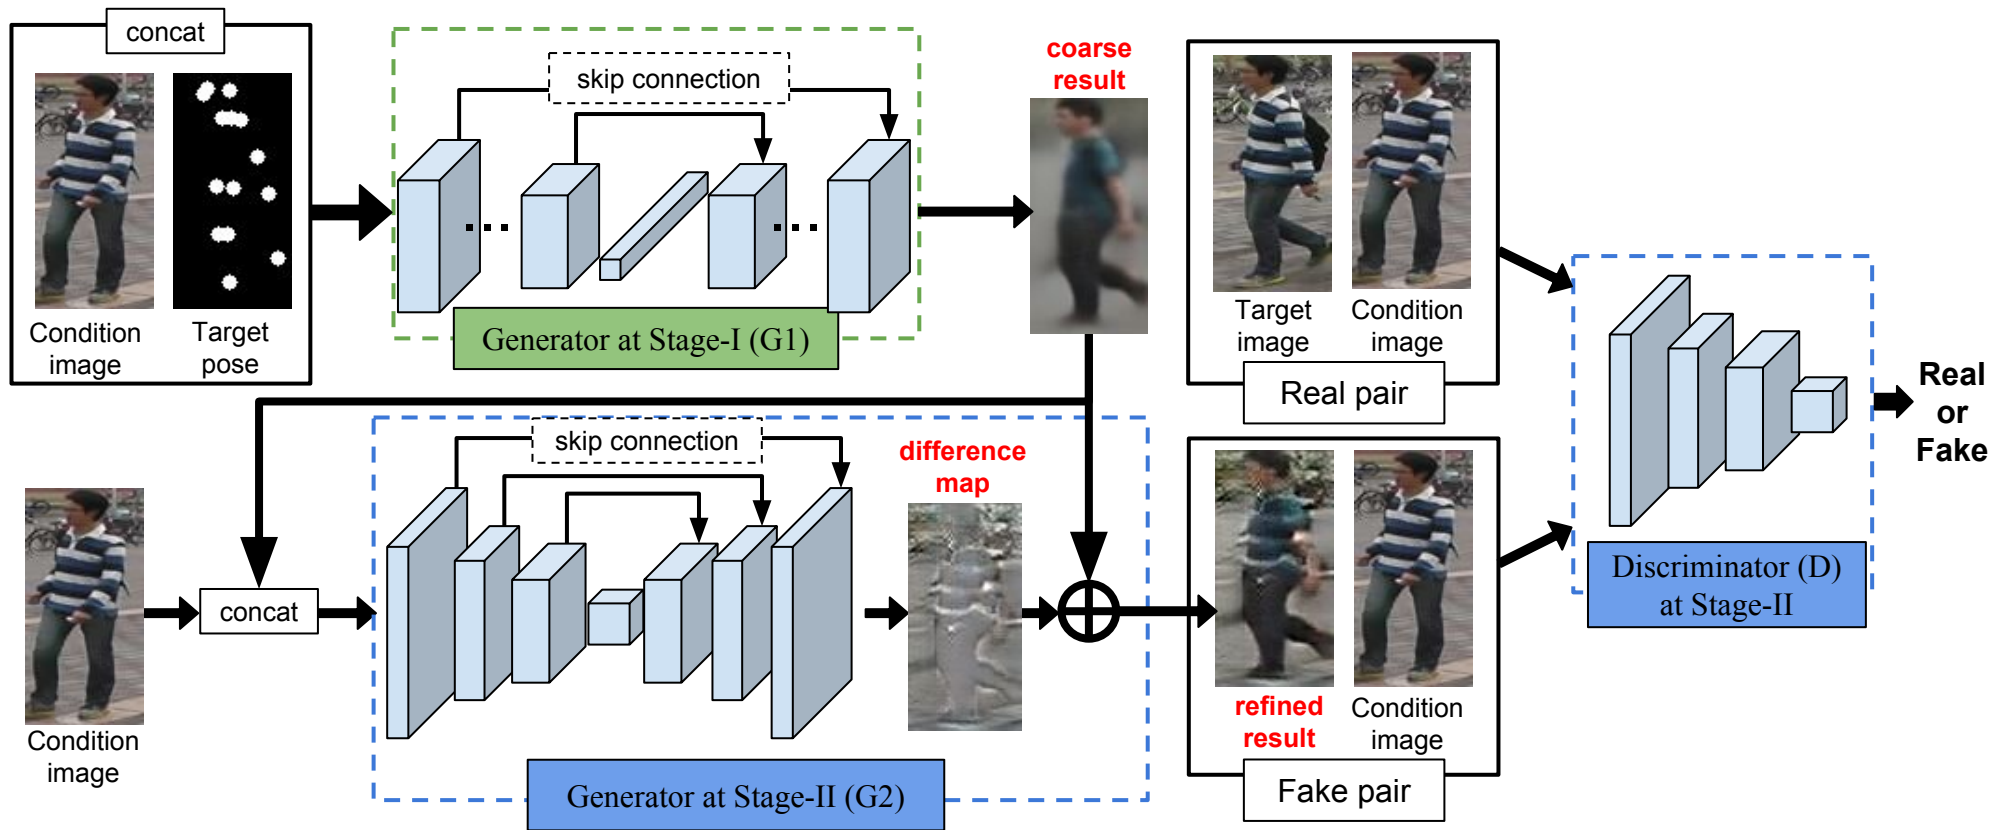 concat
Condition
image
Target
pose
skip connection
Generator at Stage-I (G1)
coarse
result
Target
image
Condition
image
Real pair
Condition
image
concat
skip connection
difference
map
Generator at Stage-II (G2)
refined
result
Condition
image
Fake pair
Discriminator (D)
at Stage-II
Real
or
Fake